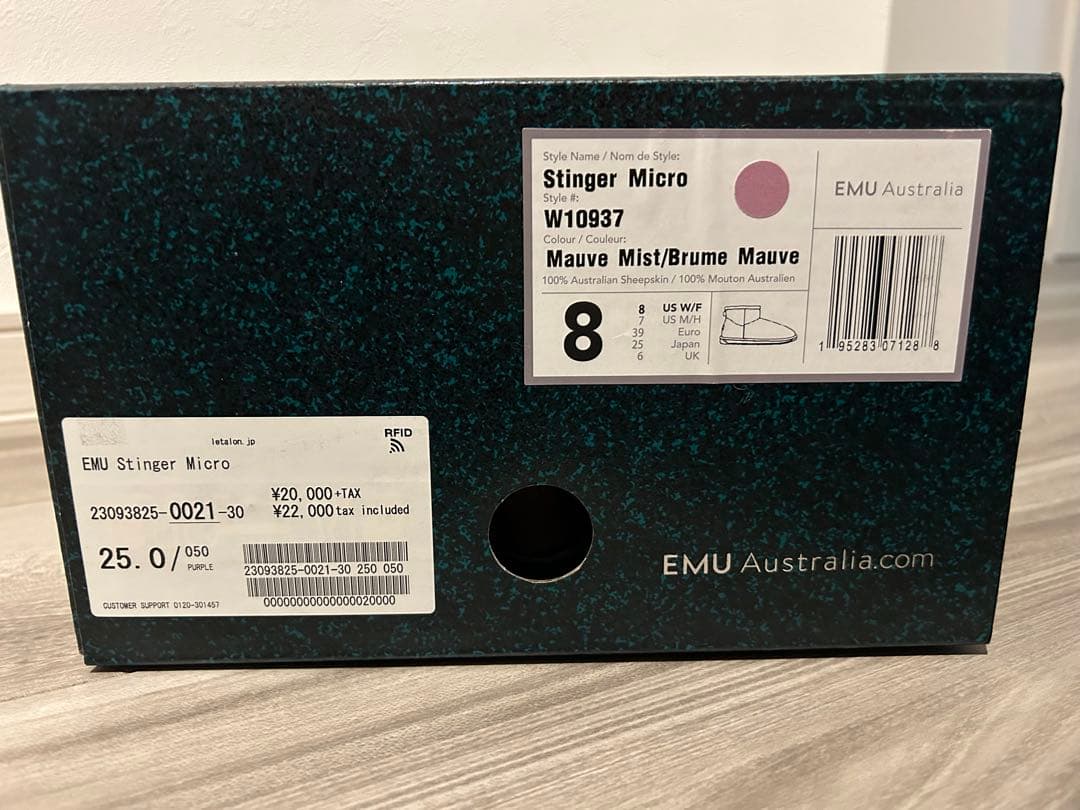 Style Name / Nom de Style:
Stinger Micro
Style #:
W10937
Colour / Couleur:
Mauve Mist/Brume Mauve
100% Australian Sheepskin / 100% Mouton Australien
8
8 US W/F
7 US M/H
39 Euro
25 Japan
6 UK
EMU Australia
1 95283 07128 8
letalon.jp
RFID
EMU Stinger Micro
¥20,000+TAX
23093825-0021-30
¥22,000 tax included
25.0/050
PURPLE
23093825-0021-30 250 050
CUSTOMER SUPPORT 0120-301457
00000000000000020000
EMU Australia.com